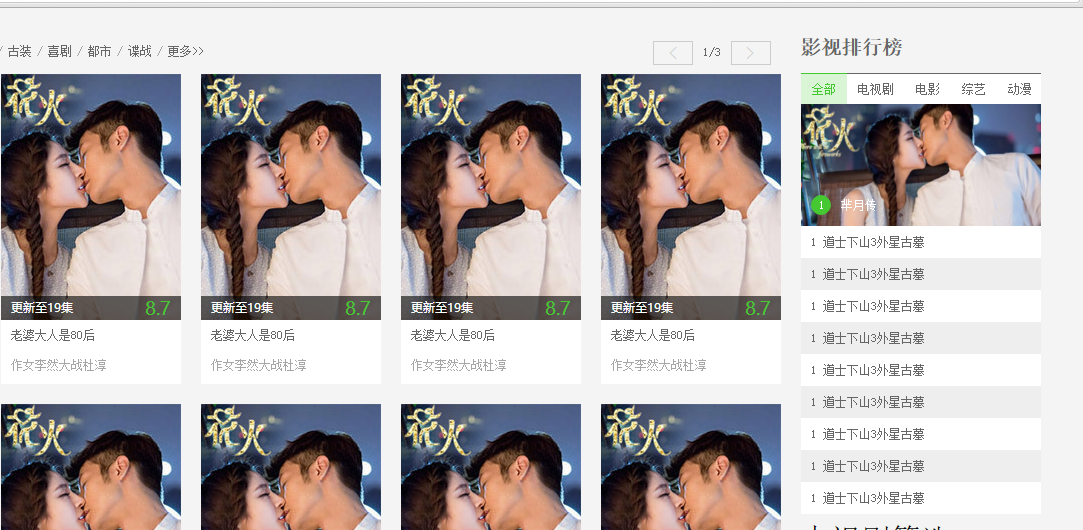 / 古装 / 喜剧 / 都市 / 谍战 / 更多>>
1/3
花火
更新至19集 8.7
老婆大人是80后
作女李然大战杜淳
花火
更新至19集 8.7
老婆大人是80后
作女李然大战杜淳
花火
更新至19集 8.7
老婆大人是80后
作女李然大战杜淳
花火
更新至19集 8.7
老婆大人是80后
作女李然大战杜淳
花火
花火
花火
花火
影视排行榜
全部 电视剧 电影 综艺 动漫
花火
1 芈月传
1 道士下山3外星古墓
1 道士下山3外星古墓
1 道士下山3外星古墓
1 道士下山3外星古墓
1 道士下山3外星古墓
1 道士下山3外星古墓
1 道士下山3外星古墓
1 道士下山3外星古墓
1 道士下山3外星古墓